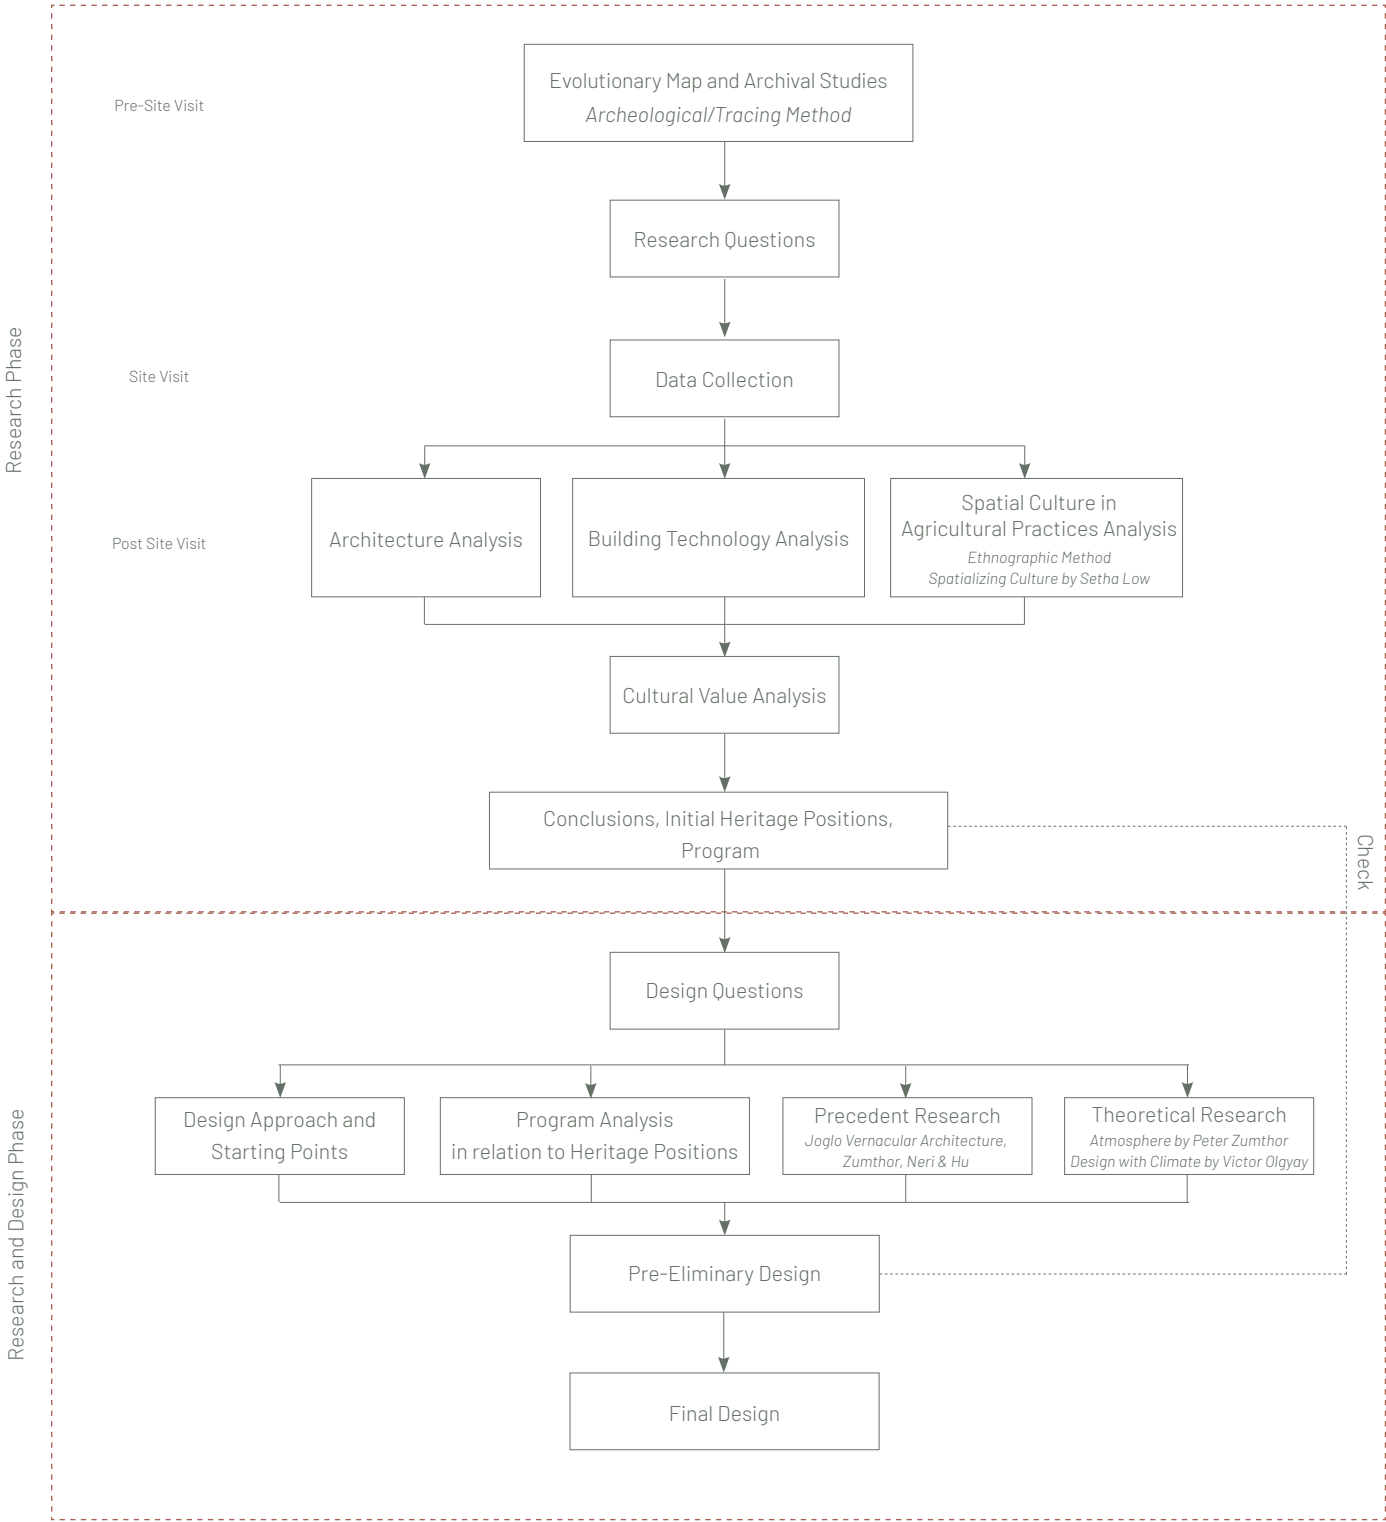 Research Phase
Pre-Site Visit
Evolutionary Map and Archival Studies
Archeological/Tracing Method
Research Questions
Site Visit
Data Collection
Post Site Visit
Architecture Analysis
Building Technology Analysis
Spatial Culture in
Agricultural Practices Analysis
Ethnographic Method
Spatializing Culture by Setha Low
Cultural Value Analysis
Conclusions, Initial Heritage Positions,
Program
Check
Research and Design Phase
Design Questions
Design Approach and
Starting Points
Program Analysis
in relation to Heritage Positions
Precedent Research
Joglo Vernacular Architecture,
Zumthor, Neri & Hu
Theoretical Research
Atmosphere by Peter Zumthor
Design with Climate by Victor Olgyay
Pre-Eliminary Design
Final Design